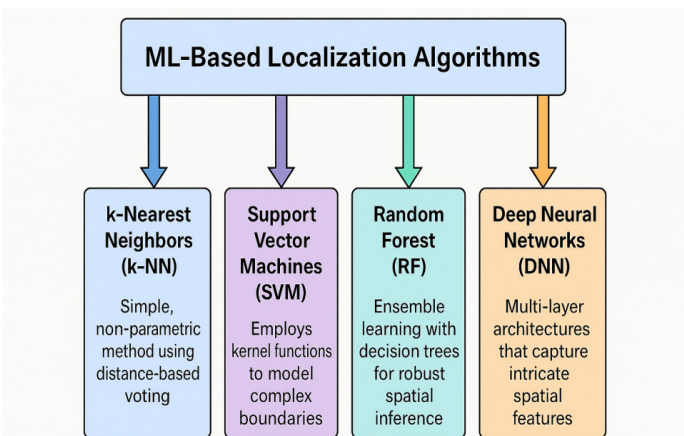 ML-Based Localization Algorithms
k-Nearest
Neighbors
(k-NN)
Simple,
non-parametric
method using
distance-based
voting
Support
Vector
Machines
(SVM)
Employs
kernel functions
to model
complex
boundaries
Random
Forest
(RF)
Ensemble
learning with
decision trees
for robust
spatial
inference
Deep Neural
Networks
(DNN)
Multi-layer
architectures
that capture
intricate
spatial
features